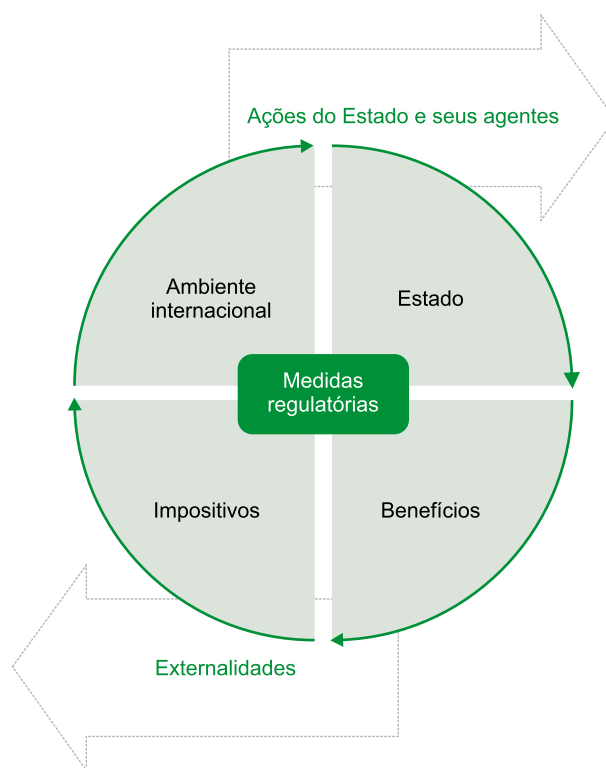 Ações do Estado e seus agentes
Ambiente
internacional
Estado
Medidas
regulatórias
Impositivos
Benefícios
Externalidades